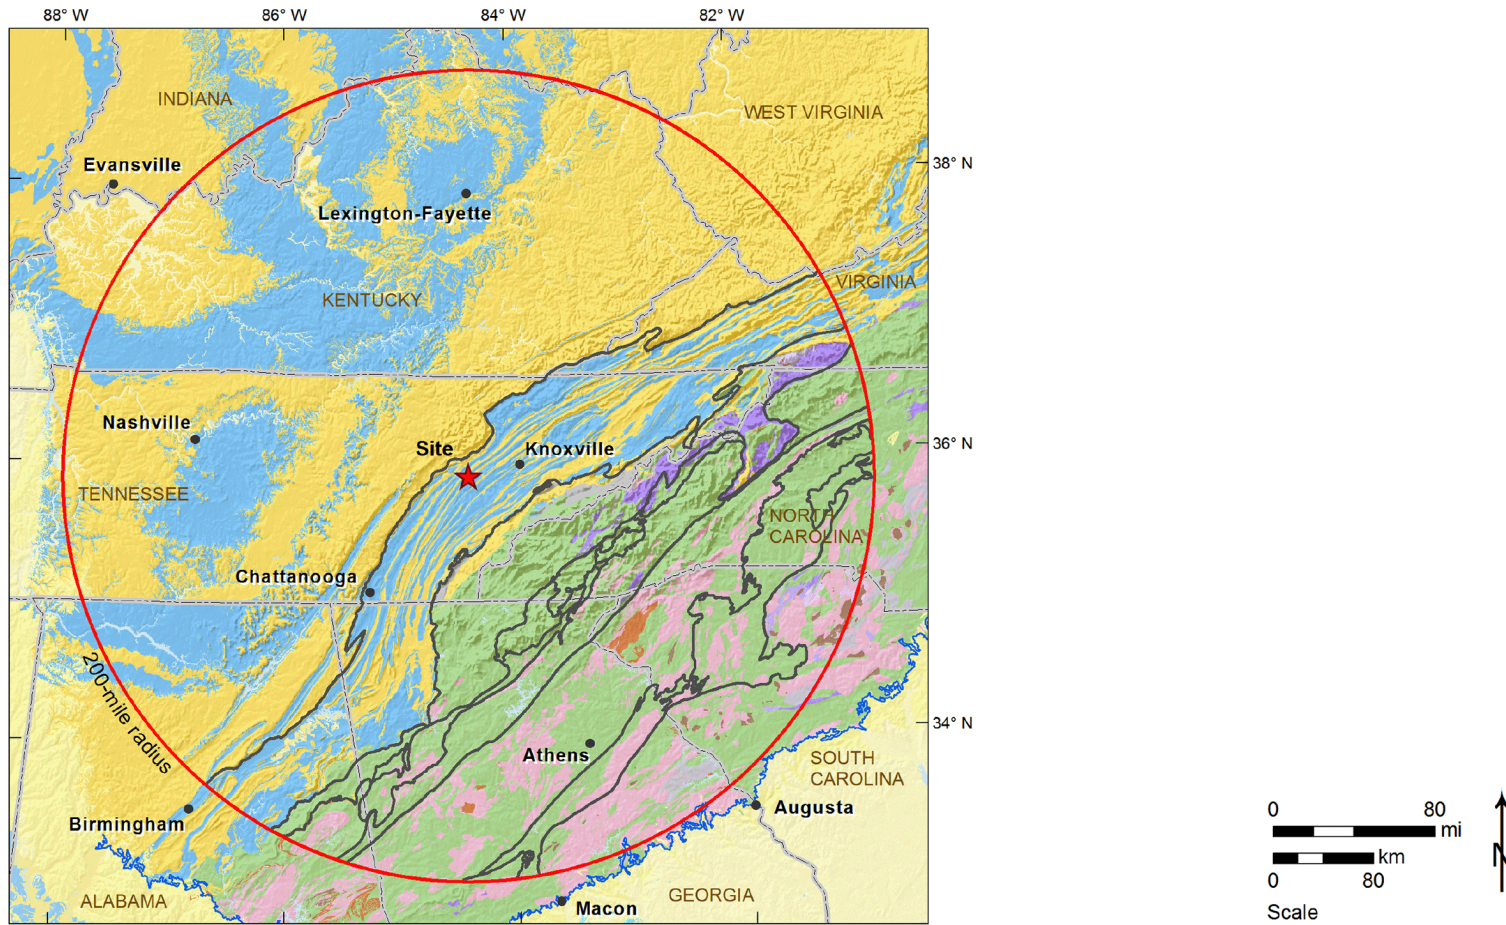 88° W
86° W
84° W
82° W
INDIANA
WEST VIRGINIA
Evansville
38° N
Lexington-Fayette
VIRGINIA
KENTUCKY
Nashville
Site
Knoxville
36° N
TENNESSEE
NORTH
CAROLINA
Chattanooga
200-mile radius
34° N
Athens
SOUTH
CAROLINA
Augusta
Birmingham
ALABAMA
GEORGIA
Macon
0 80
mi
km
0 80
Scale
N